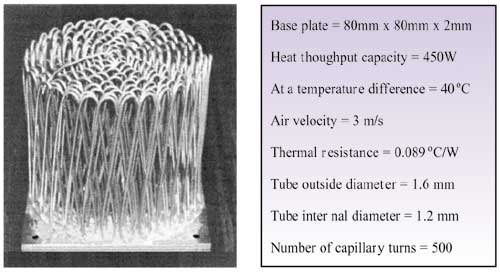 Base plate = 80mm x 80mm x 2mm
Heat thoughput capacity = 450W
At a temperature difference = 40°C
Air velocity = 3 m/s
Thermal resistance = 0.089 °C/W
Tube outside diameter = 1.6 mm
Tube inter nal diameter = 1.2 mm
Number of capillary turns = 500